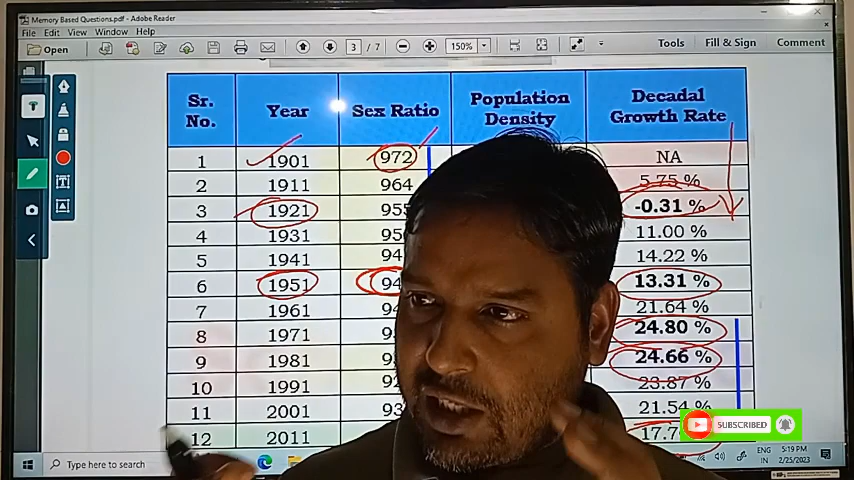 Memory Based Questions.pdf - Adobe Reader
File Edit View Window Help
Open 3 / 7 150% Tools Fill & Sign Comment
Sr. No. Year Sex Ratio Population Density Decadal Growth Rate
1 1901 972 NA
2 1911 964 5.75 %
3 1921 955 -0.31 %
4 1931 11.00 %
5 1941 14.22 %
6 1951 13.31 %
7 1961 21.64 %
8 1971 24.80 %
9 1981 24.66 %
10 1991 23.87 %
11 2001 21.54 %
12 2011
SUBSCRIBED
Type here to search ENG IN 5:19 PM 2/25/2023